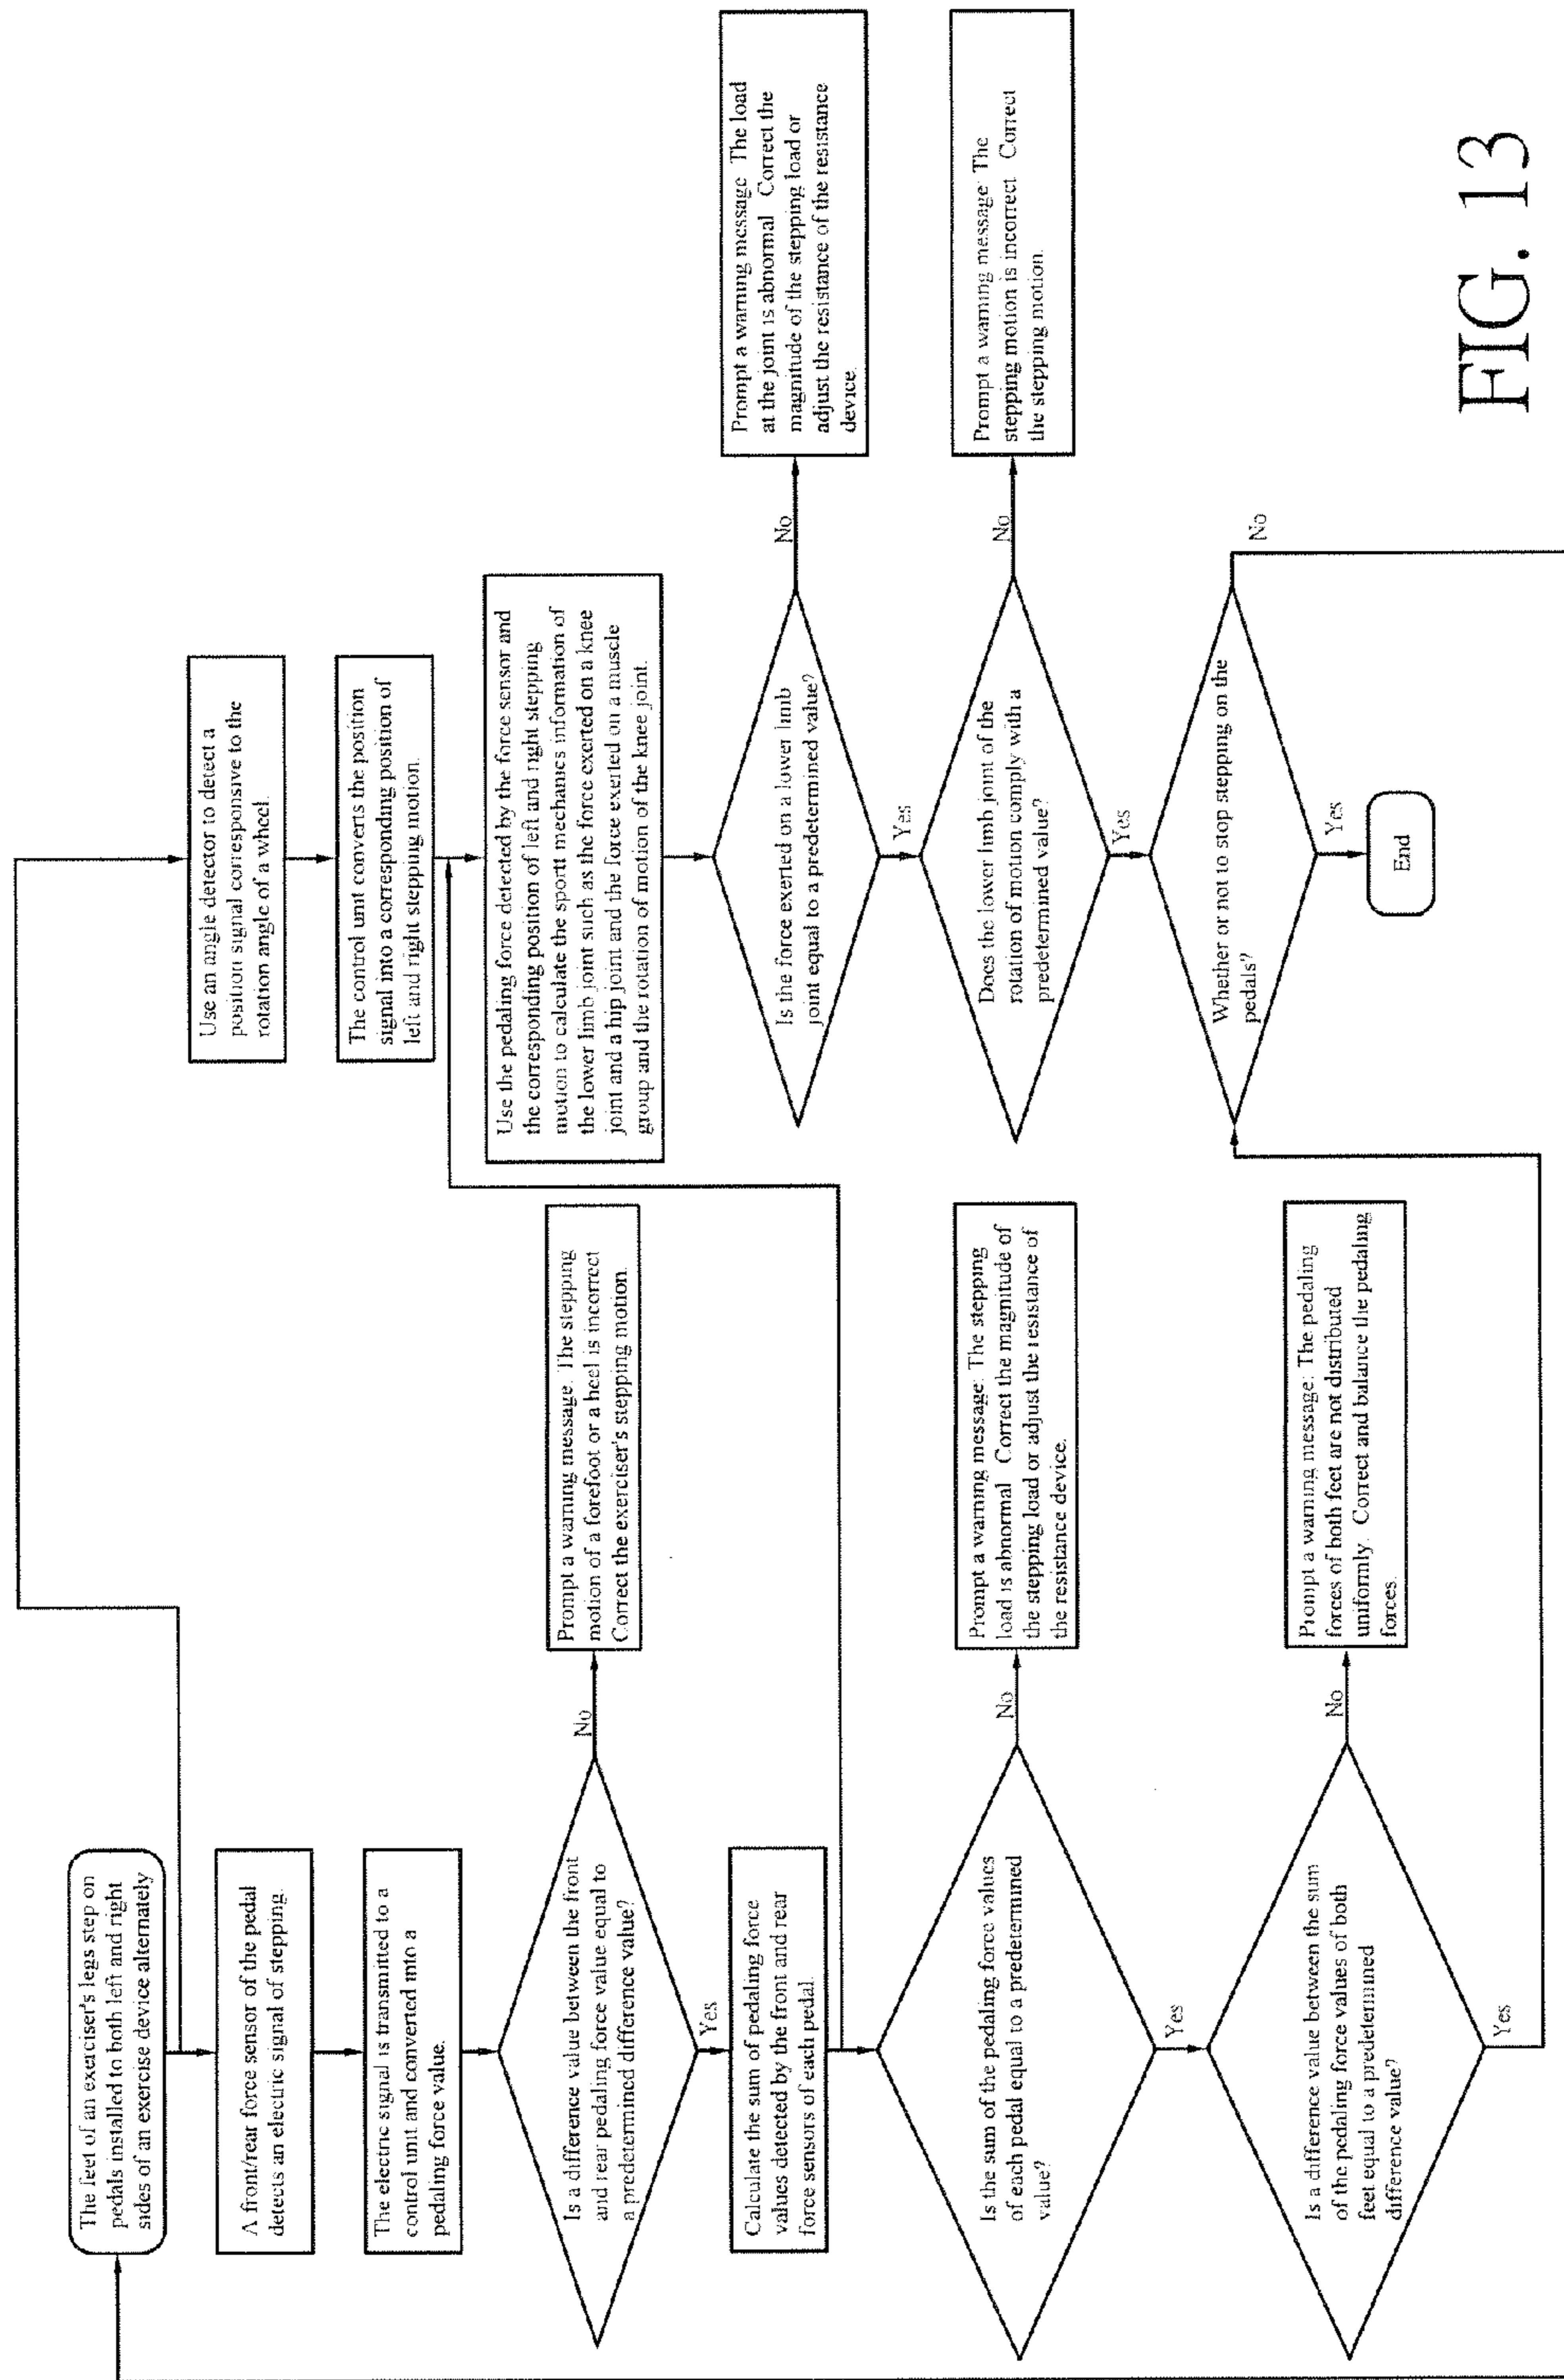 The feet of an exerciser's legs step on
pedals installed to both left and right
sides of an exercise device alternately
A front/rear force sensor of the pedal
detects an electric signal of stepping.
The electric signal is transmitted to a
control unit and converted into a
pedaling force value.
Is a difference value between the front
and rear pedaling force value equal to
a predetermined difference value?
No
Prompt a warning message. The stepping
motion of a forefoot or a heel is incorrect
Correct the exerciser's stepping motion.
Yes
Calculate the sum of pedaling force
values detected by the front and rear
force sensors of each pedal.
Is the sum of the pedaling force values
of each pedal equal to a predetermined
value?
No
Prompt a warning message: The stepping
load is abnormal Correct the magnitude of
the stepping load or adjust the resistance of
the resistance device.
Yes
Is a difference value between the sum
of the pedaling force values of both
feet equal to a predetermined
difference value?
No
Prompt a warning message: The pedaling
forces of both feet are not distributed
uniformly. Correct and balance the pedaling
forces.
Yes
Use an angle detector to detect a
position signal corresponsive to the
rotation angle of a wheel.
The control unit converts the position
signal into a corresponding position of
left and right stepping motion.
Use the pedaling force detected by the force sensor and
the corresponding position of left and right stepping
motion to calculate the sportt mechanics information of
the lower limb joint such as the force exerted on a knee
joint and a hip joint and the force exerted on a muscle
group and the rotation of motion of the knee joint.
Is the force exerted on a lower limb
joint equal to a predetermined value?
No
Prompt a warning message The load
at the joint is abnormal Correct the
magnitude of the stepping load or
adjust the resistance of the resistance
device.
Yes
Does the lower limb joint of the
rotation of motion comply with a
predetermined value?
No
Prompt a warning message The
stepping motion is incorrect Correct
the stepping motion.
Yes
Whether or not to stop stepping on the
pedals?
No
Yes
End
FIG. 13